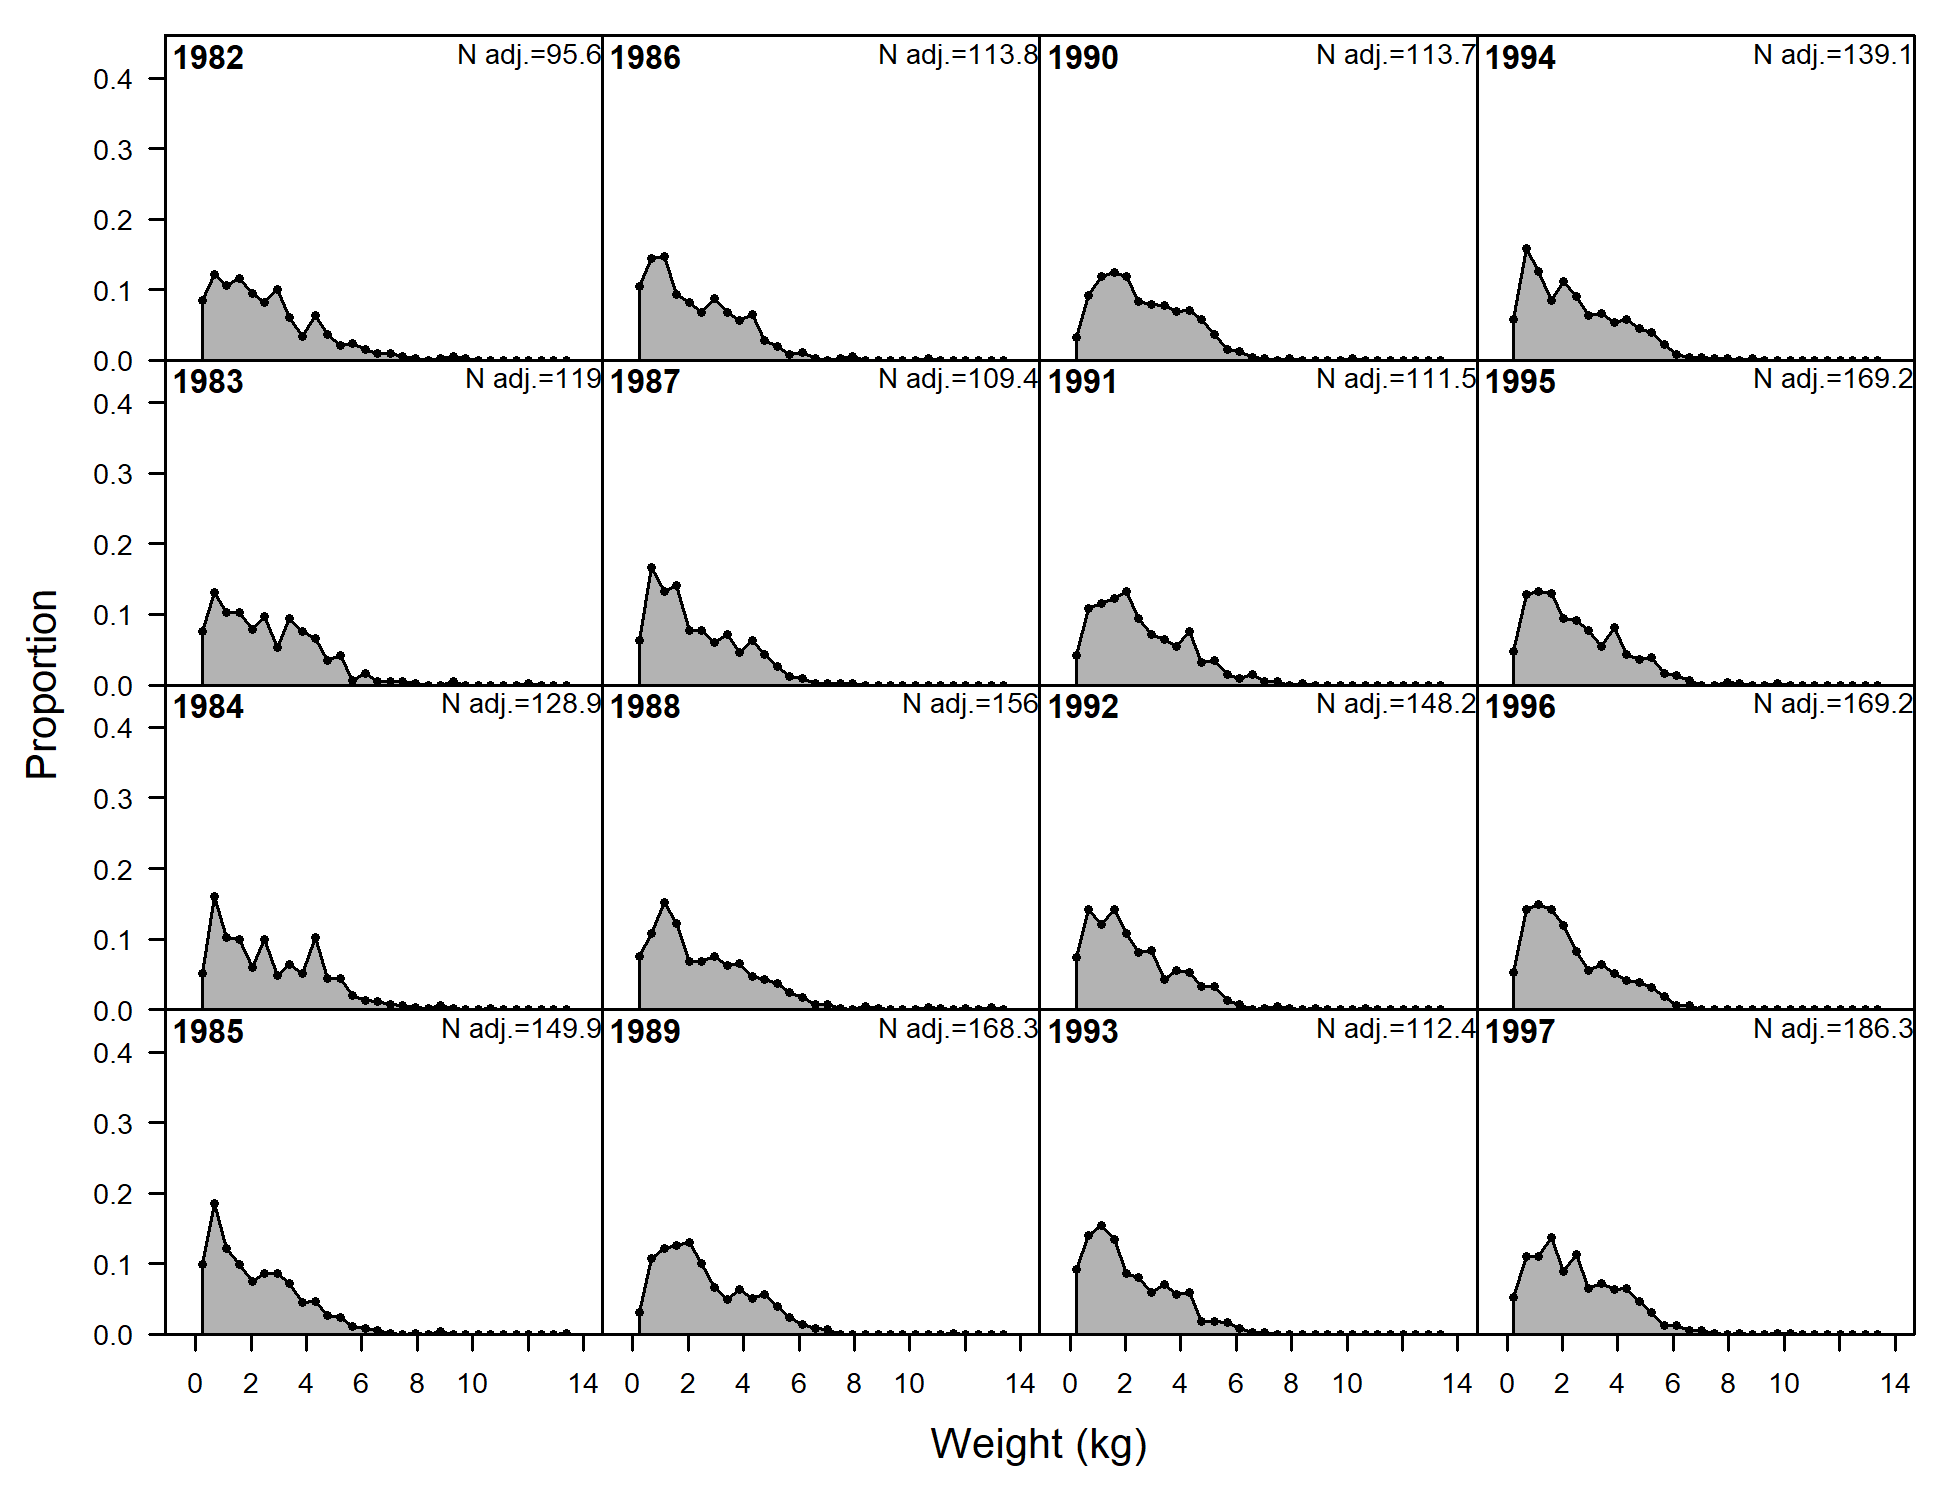 1982 N adj.=95.6 1986 N adj.=113.8 1990 N adj.=113.7 1994 N adj.=139.1
0.4
0.3
0.2
0.1
0.0
1983 N adj.=119 1987 N adj.=109.4 1991 N adj.=111.5 1995 N adj.=169.2
0.4
0.3
0.2
0.1
0.0
1984 N adj.=128.9 1988 N adj.=156 1992 N adj.=148.2 1996 N adj.=169.2
0.4
0.3
0.2
0.1
0.0
1985 N adj.=149.9 1989 N adj.=168.3 1993 N adj.=112.4 1997 N adj.=186.3
0.4
0.3
0.2
0.1
0.0
Proportion
0 2 4 6 8 10 14 0 2 4 6 8 10 14 0 2 4 6 8 10 14 0 2 4 6 8 10 14
Weight (kg)